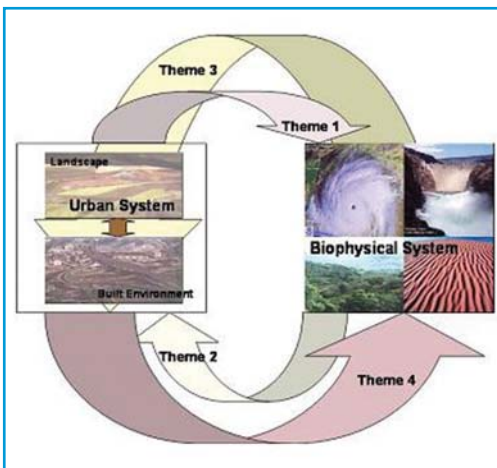 Theme 3
Theme 1
Landscape
Urban System
Built Environment
Biophysical System
Theme 2
Theme 4